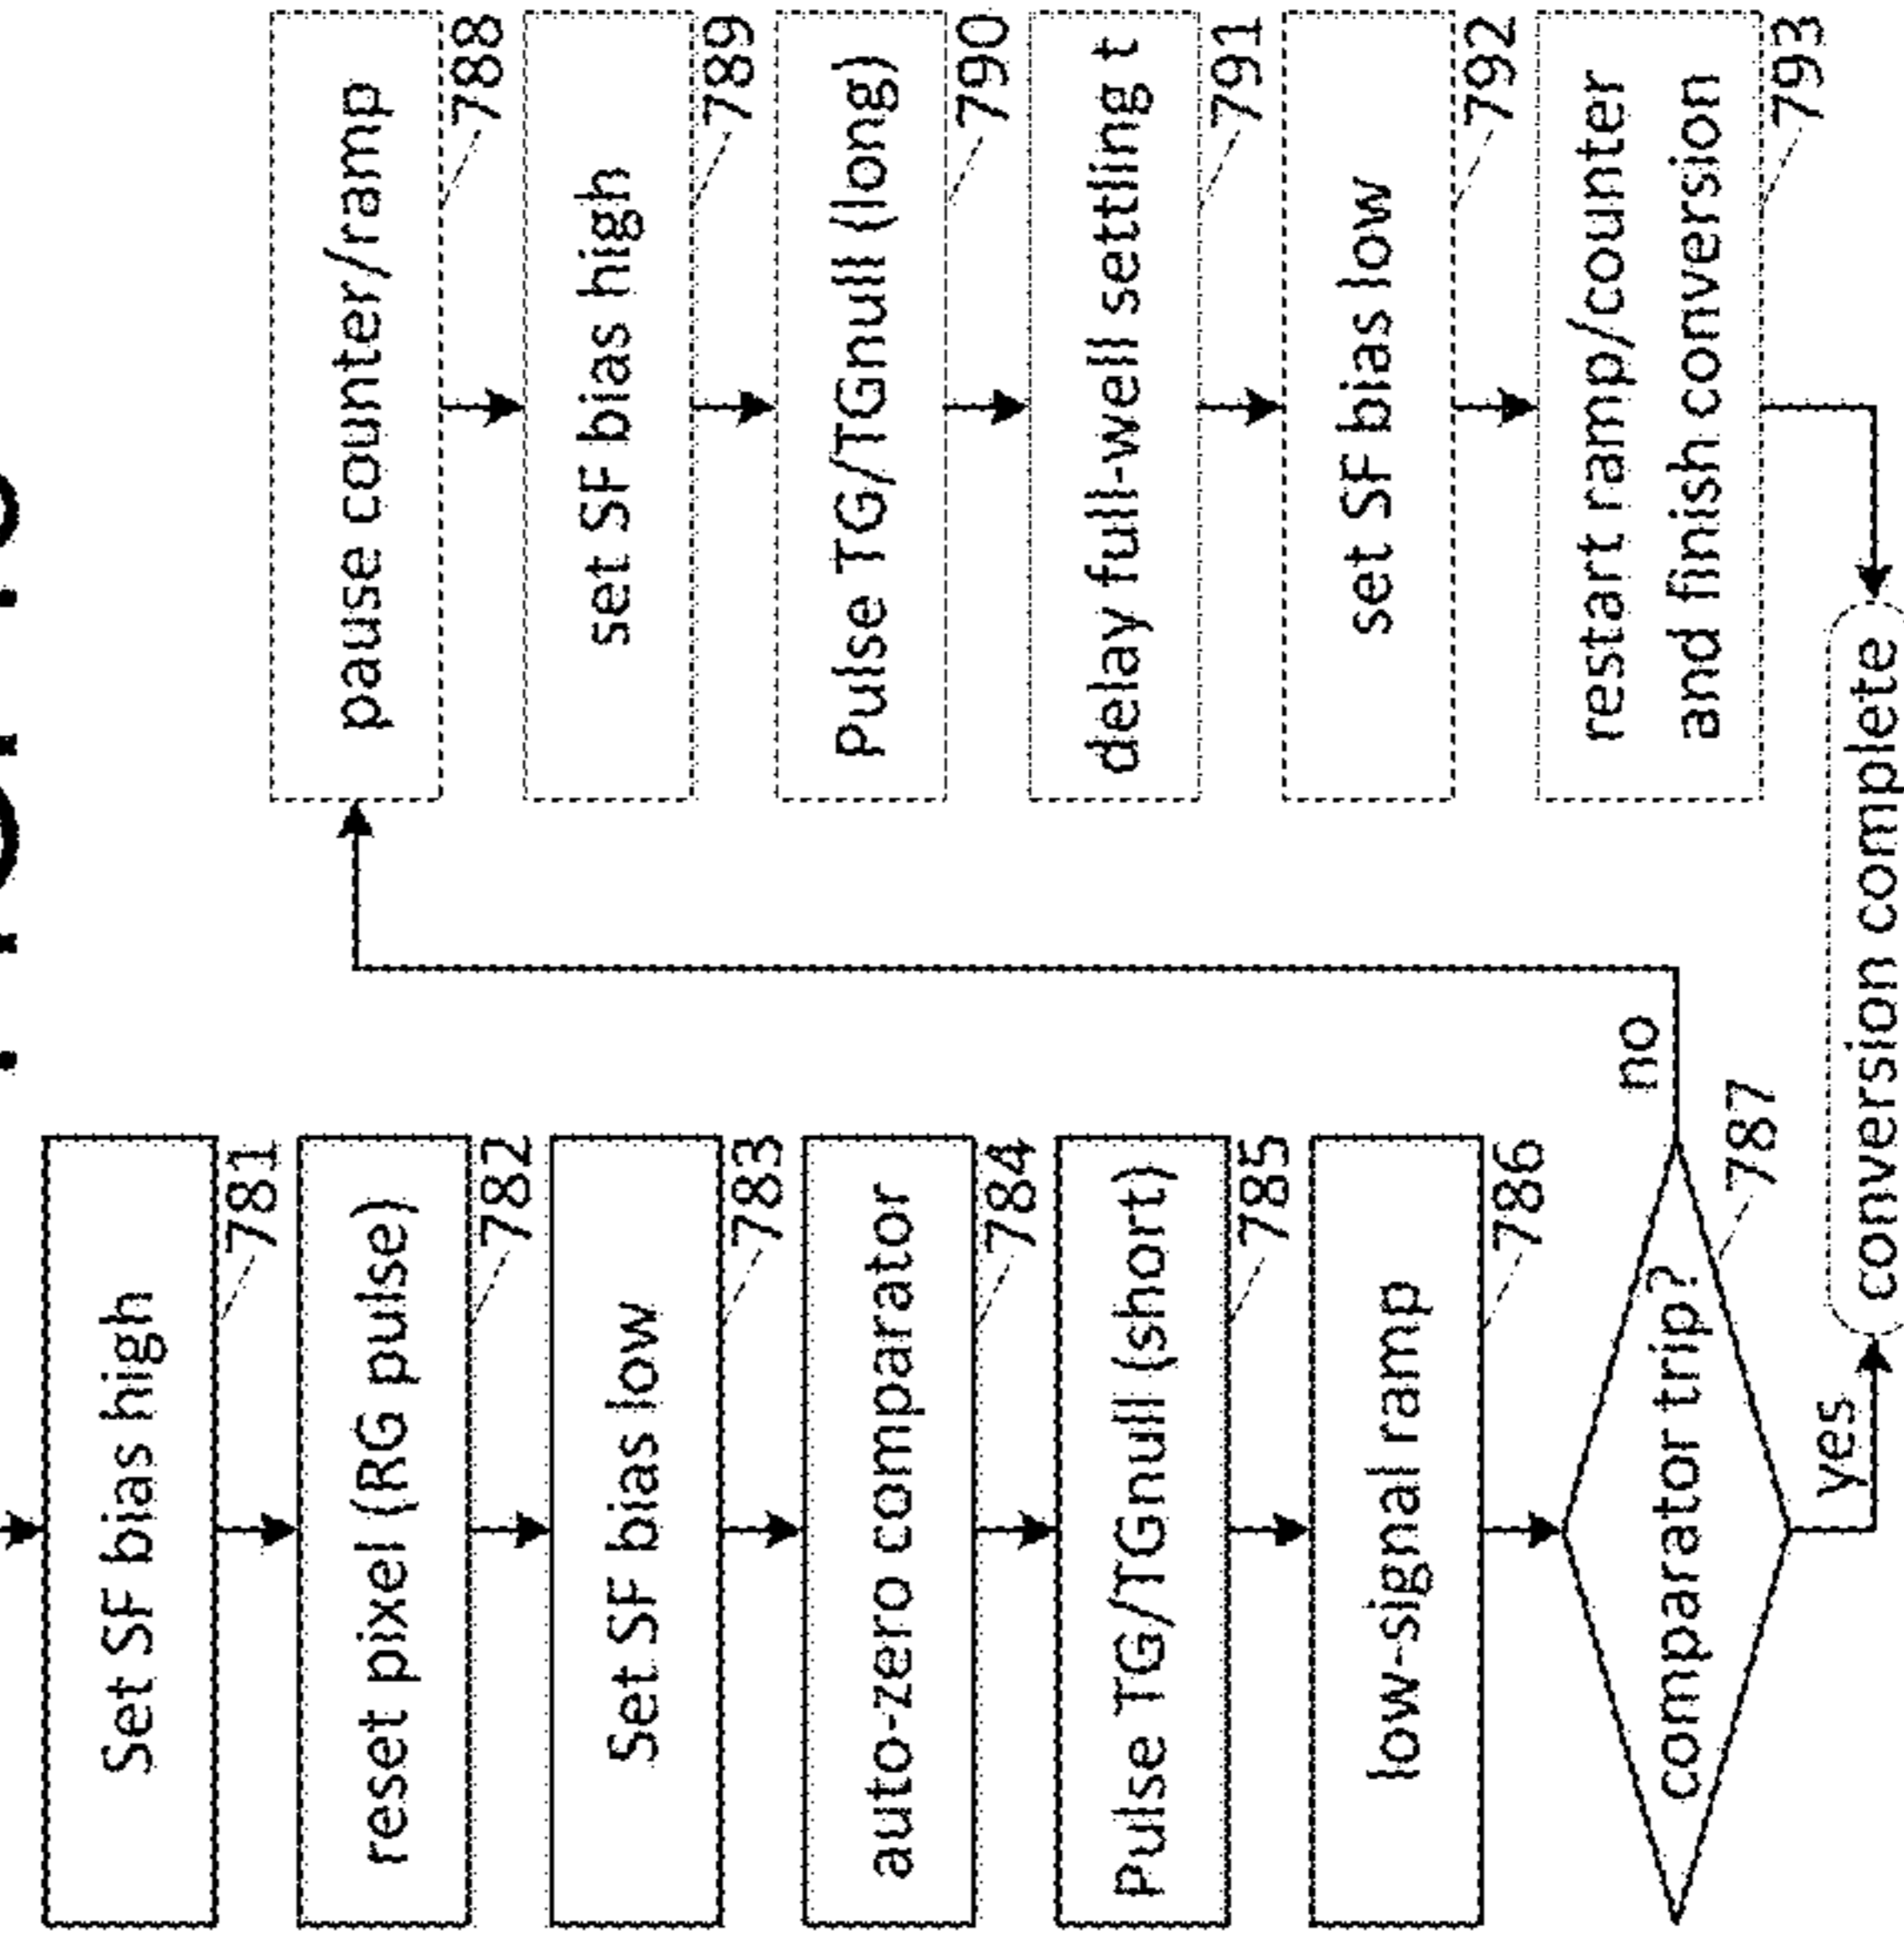 Set SF bias high
781
reset pixel (RG pulse)
782
Set SF bias low
783
auto-zero comparator
784
Pulse TG/TGnull (short)
785
low-signal ramp
786
comparator trip?
787
no
yes
pause counter/ramp
788
set SF bias high
789
Pulse TG/TGnull (long)
790
delay full-well settling t
791
set SF bias low
792
restart ramp/counter
and finish conversion
793
conversion complete